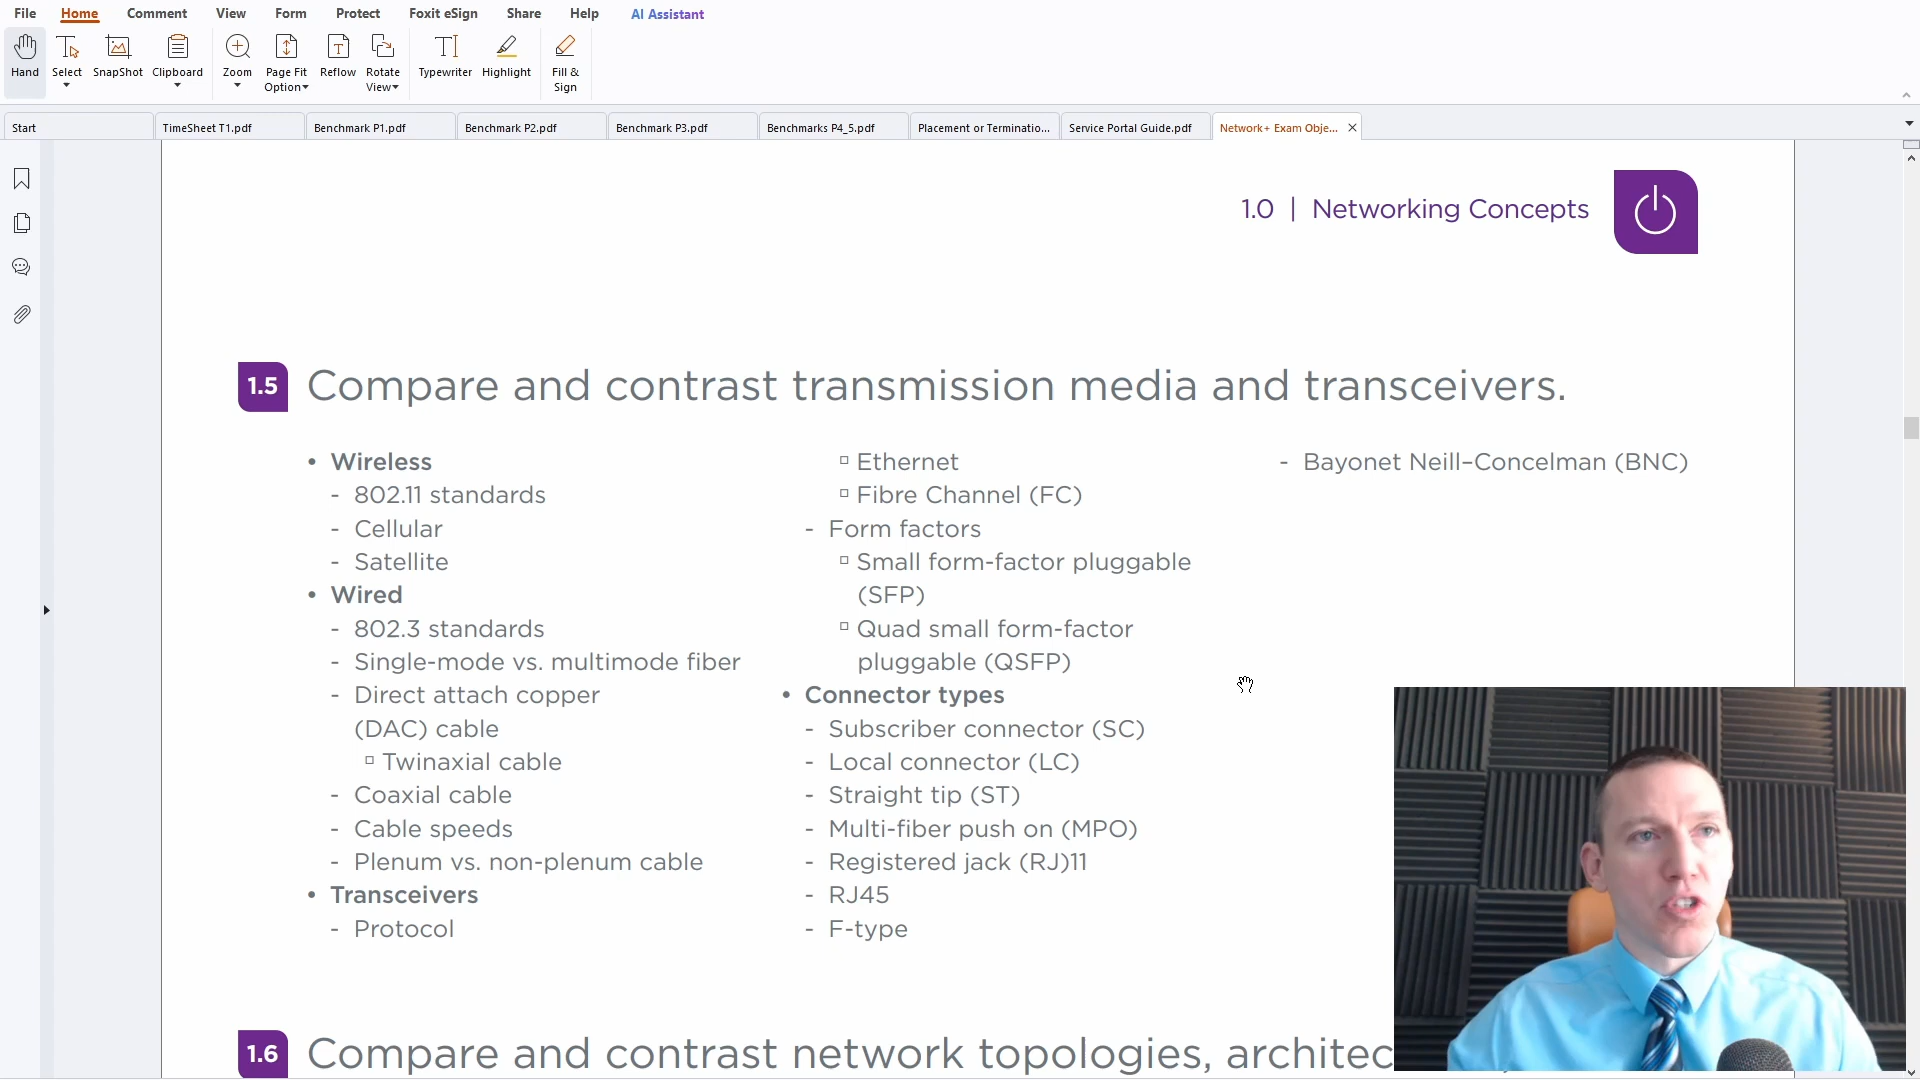 File Home Comment View Form Protect Foxit eSign Share Help AI Assistant
Hand Select SnapShot Clipboard Zoom Page Fit Option Reflow Rotate View Typewriter Highlight Fill & Sign
Start TimeSheet T1.pdf Benchmark P1.pdf Benchmark P2.pdf Benchmark P3.pdf Benchmarks P4_5.pdf Placement or Terminatio... Service Portal Guide.pdf Network+ Exam Obje...
1.0 | Networking Concepts
1.5 Compare and contrast transmission media and transceivers.
• Wireless
- 802.11 standards
- Cellular
- Satellite
• Wired
- 802.3 standards
- Single-mode vs. multimode fiber
- Direct attach copper
(DAC) cable
▫ Twinaxial cable
- Coaxial cable
- Cable speeds
- Plenum vs. non-plenum cable
• Transceivers
- Protocol
▫ Ethernet
▫ Fibre Channel (FC)
- Form factors
▫ Small form-factor pluggable
(SFP)
▫ Quad small form-factor
pluggable (QSFP)
• Connector types
- Subscriber connector (SC)
- Local connector (LC)
- Straight tip (ST)
- Multi-fiber push on (MPO)
- Registered jack (RJ)11
- RJ45
- F-type
- Bayonet Neill–Concelman (BNC)
1.6 Compare and contrast network topologies, architec